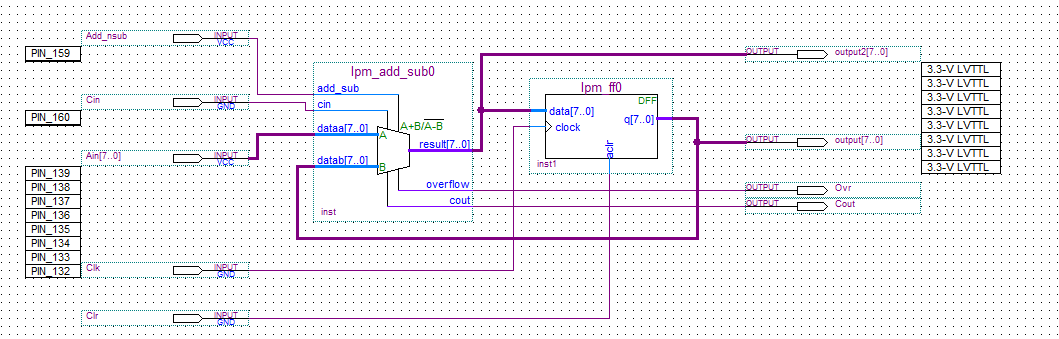 Add_nsub
INPUT
VCC
PIN_159
Cin
INPUT
GND
PIN_160
Ain[7..0]
INPUT
VCC
PIN_139
PIN_138
PIN_137
PIN_136
PIN_135
PIN_134
PIN_133
PIN_132
Clk
INPUT
GND
Clr
INPUT
GND
lpm_add_sub0
add_sub
cin
dataa[7..0]
A
A+B/A-B
result[7..0]
datab[7..0]
B
overflow
cout
inst
lpm_ff0
DFF
data[7..0]
q[7..0]
clock
aclr
inst1
OUTPUT
output2[7..0]
OUTPUT
output[7..0]
OUTPUT
Ovr
OUTPUT
Cout
3.3-V LVTTL
3.3-V LVTTL
3.3-V LVTTL
3.3-V LVTTL
3.3-V LVTTL
3.3-V LVTTL
3.3-V LVTTL
3.3-V LVTTL